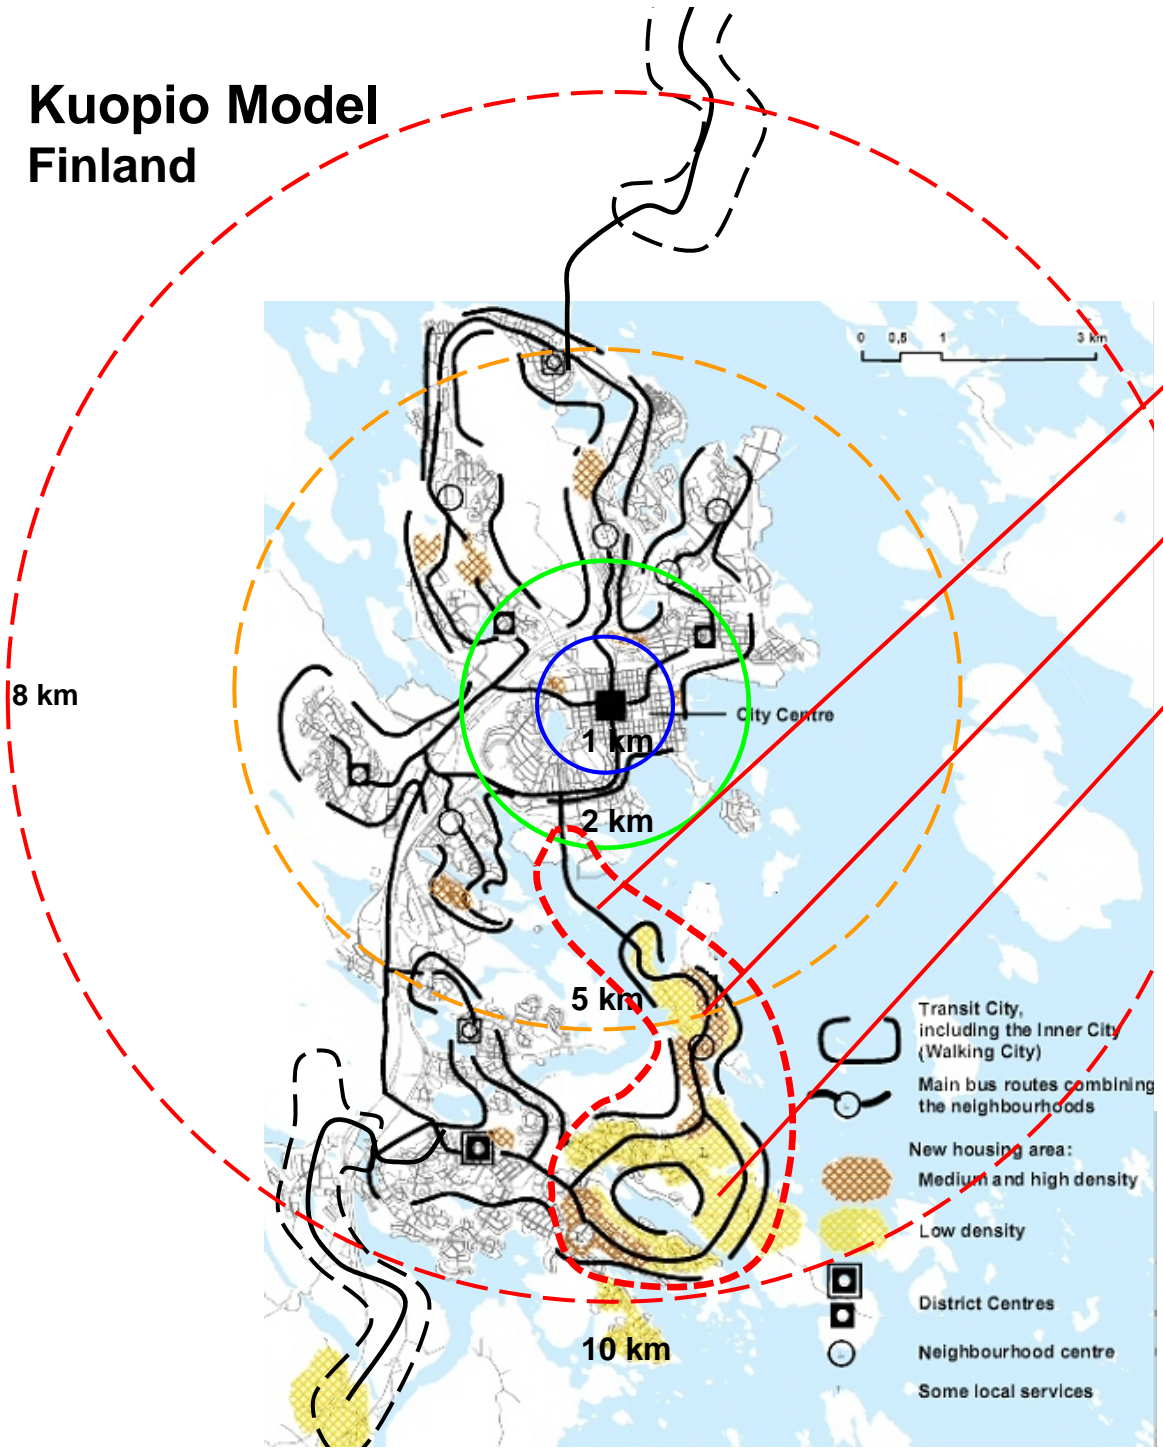 Kuopio Model
Finland
0 0,5 1 3 km
8 km
City Centre
1 km
2 km
5 km
10 km
Transit City,
including the Inner City
(Walking City)
Main bus routes combining
the neighbourhoods
New housing area:
Medium and high density
Low density
District Centres
Neighbourhood centre
Some local services